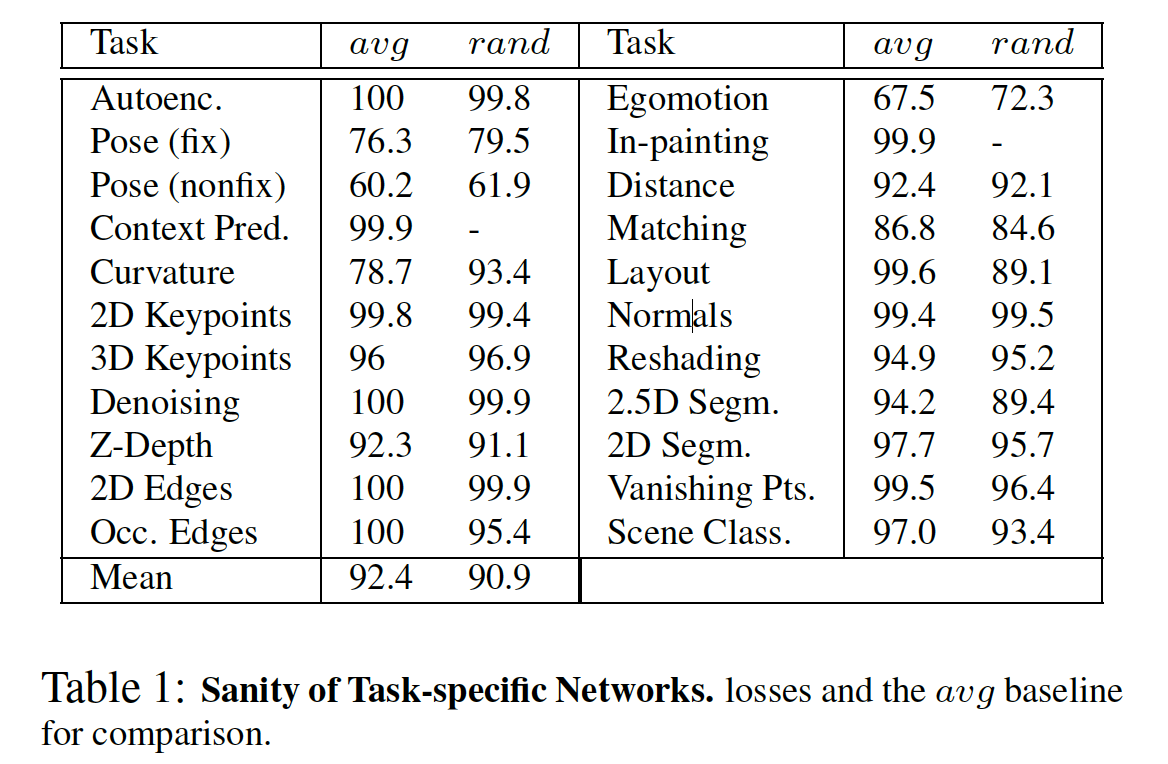 Task avg rand Task avg rand
Autoenc. 100 99.8 Egomotion 67.5 72.3
Pose (fix) 76.3 79.5 In-painting 99.9 -
Pose (nonfix) 60.2 61.9 Distance 92.4 92.1
Context Pred. 99.9 - Matching 86.8 84.6
Curvature 78.7 93.4 Layout 99.6 89.1
2D Keypoints 99.8 99.4 Normals 99.4 99.5
3D Keypoints 96 96.9 Reshading 94.9 95.2
Denoising 100 99.9 2.5D Segm. 94.2 89.4
Z-Depth 92.3 91.1 2D Segm. 97.7 95.7
2D Edges 100 99.9 Vanishing Pts. 99.5 96.4
Occ. Edges 100 95.4 Scene Class. 97.0 93.4
Mean 92.4 90.9
Table 1: Sanity of Task-specific Networks. losses and the avg baseline
for comparison.